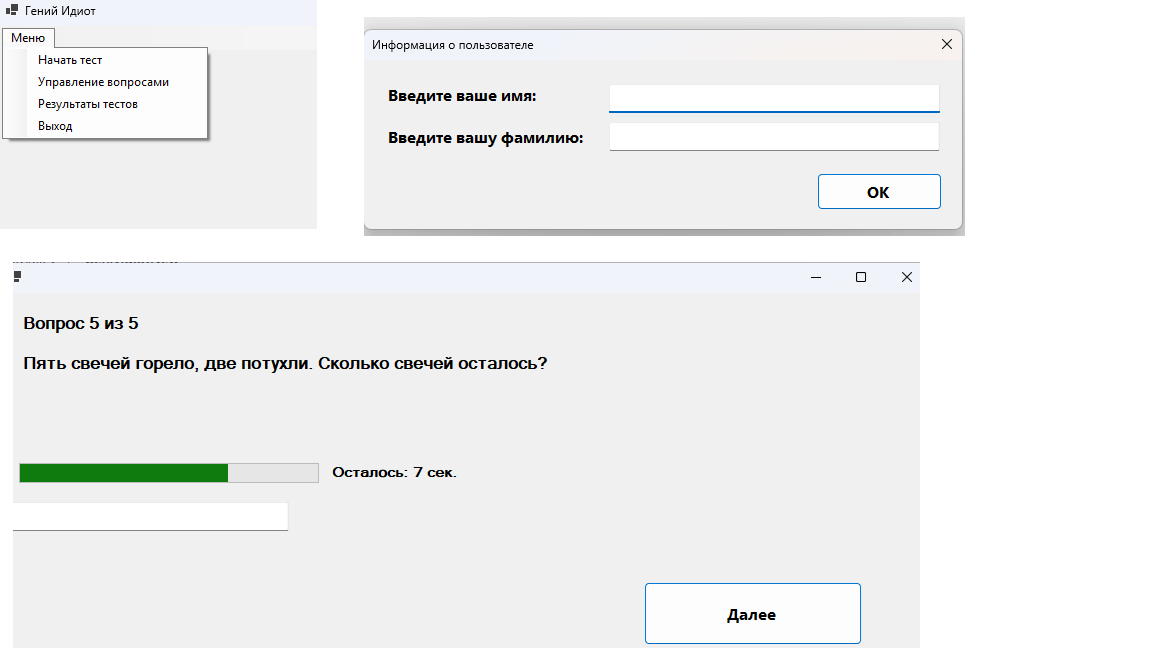 Гений Идиот
Меню
Начать тест
Управление вопросами
Результаты тестов
Выход
Информация о пользователе
Введите ваше имя:
Введите вашу фамилию:
ОК
Вопрос 5 из 5
Пять свечей горело, две потухли. Сколько свечей осталось?
Осталось: 7 сек.
Далее